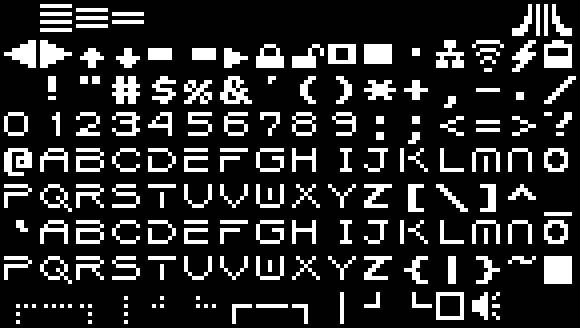 ! " # $ % & ' ( ) * + , - . /
0 1 2 3 4 5 6 7 8 9 : ; < = > ?
@ A B C D E F G H I J K L M N O
P Q R S T U V W X Y Z [ \ ] ^ _
` A B C D E F G H I J K L M N O
P Q R S T U V W X Y Z { | } ~